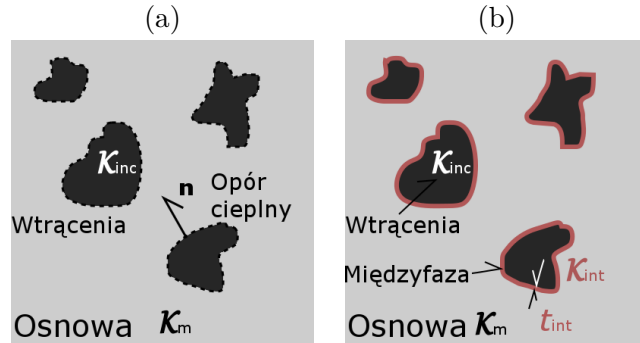 (a)
(b)
κinc
n Opór
cieplny
Wtrącenia
Osnowa κm
κinc
Wtrącenia
Międzyfaza
κint
Osnowa κm
tint